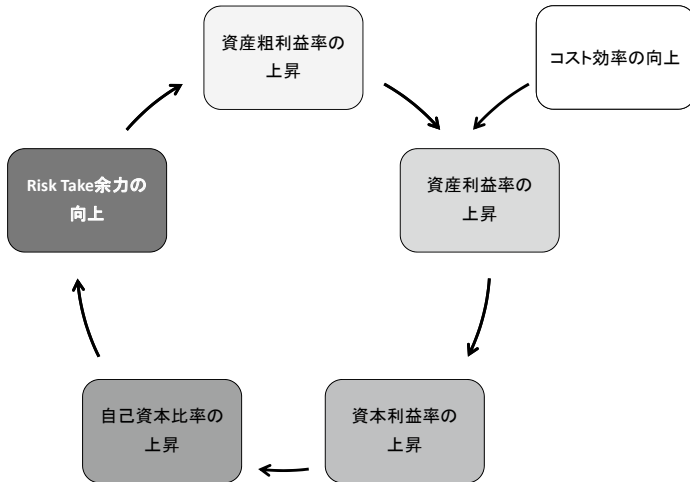 資産粗利益率の
上昇
コスト効率の向上
Risk Take余力の
向上
資産利益率の
上昇
自己資本比率の
上昇
資本利益率の
上昇